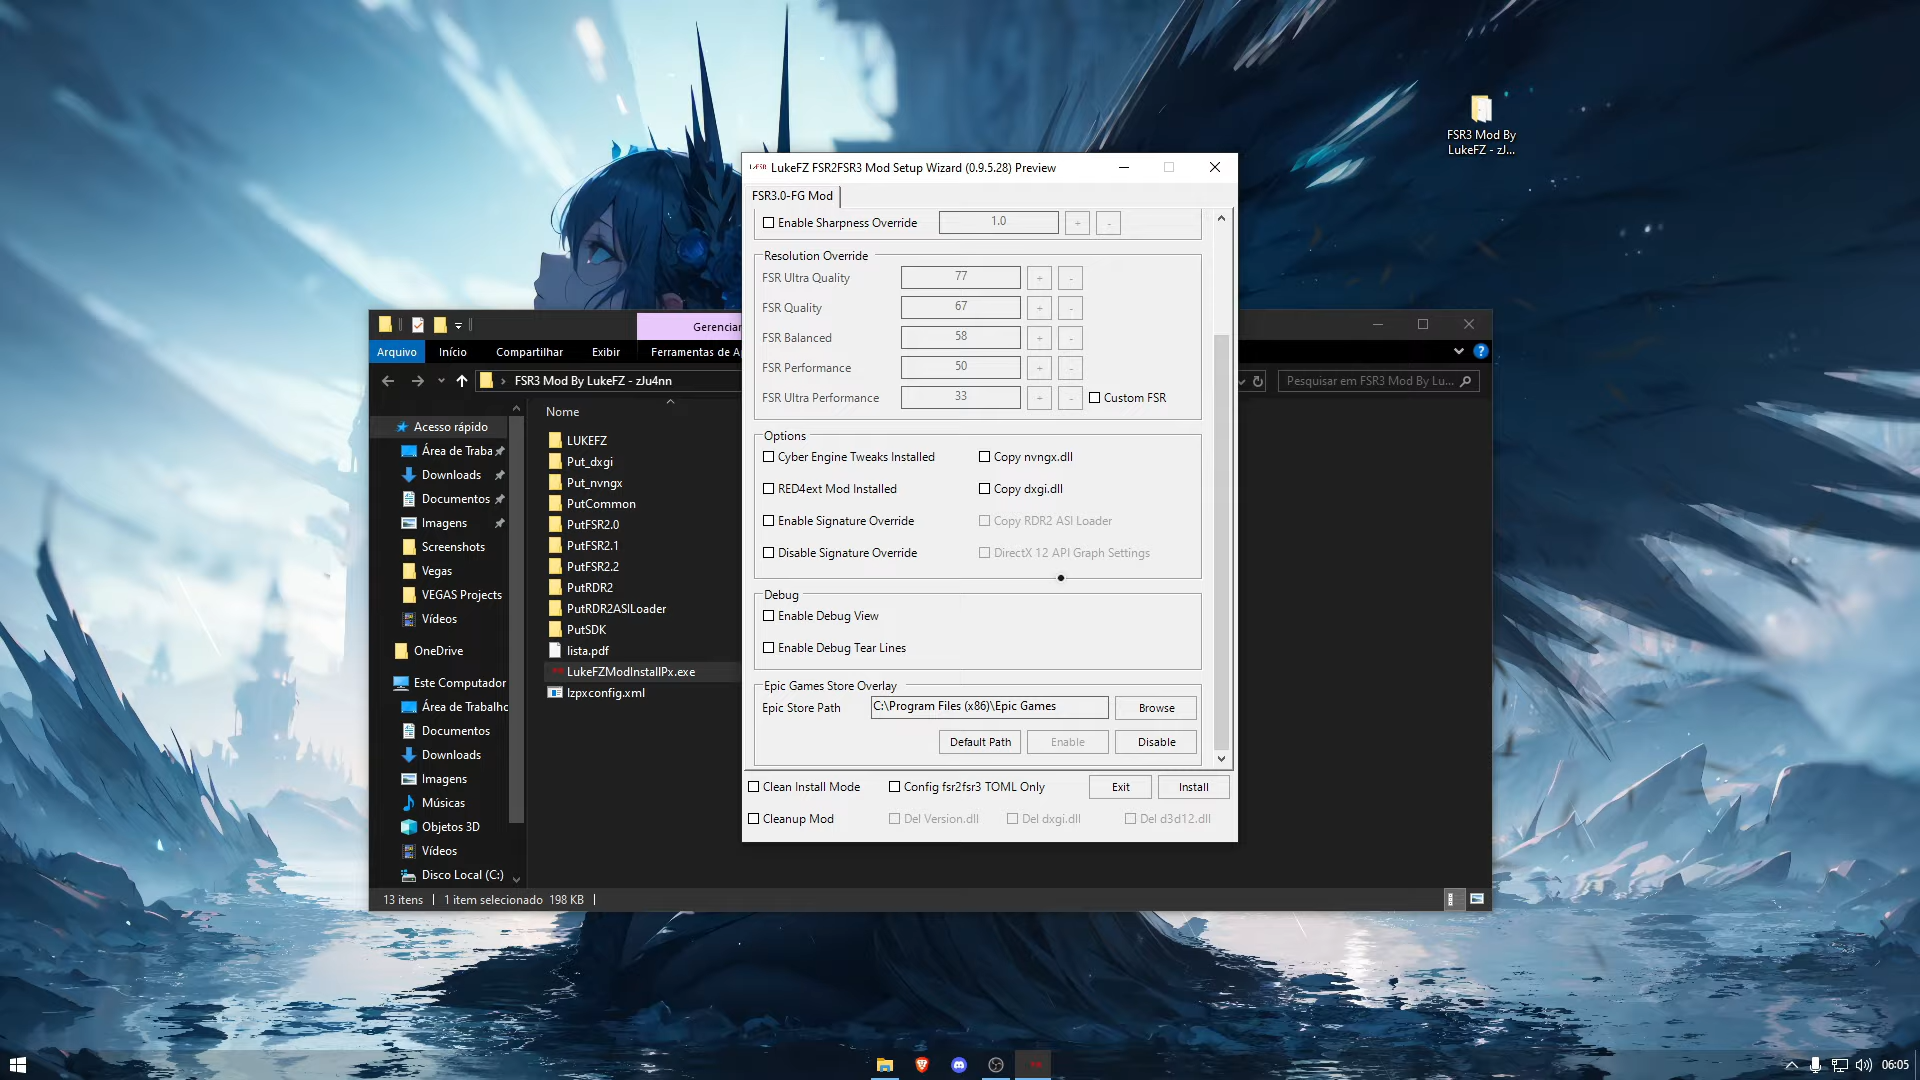 FSR3 Mod By
LukeFZ - zJ...
LukeFZ FSR2FSR3 Mod Setup Wizard (0.9.5.28) Preview
FSR3.0-FG Mod
Enable Sharpness Override 1.0 + -
Resolution Override
FSR Ultra Quality 77 + -
FSR Quality 67 + -
FSR Balanced 58 + -
FSR Performance 50 + -
FSR Ultra Performance 33 + - Custom FSR
Options
Cyber Engine Tweaks Installed Copy nvngx.dll
RED4ext Mod Installed Copy dxgi.dll
Enable Signature Override Copy RDR2 ASI Loader
Disable Signature Override DirectX 12 API Graph Settings
Debug
Enable Debug View
Enable Debug Tear Lines
Epic Games Store Overlay
Epic Store Path C:\Program Files (x86)\Epic Games Browse
Default Path Enable Disable
Clean Install Mode Config fsr2fsr3 TOML Only Exit Install
Cleanup Mod Del Version.dll Del dxgi.dll Del d3d12.dll
Gerenciar
Arquivo Início Compartilhar Exibir Ferramentas de A
FSR3 Mod By LukeFZ - zJu4nn
Pesquisar em FSR3 Mod By Lu...
Acesso rápido
Área de Traba
Downloads
Documentos
Imagens
Screenshots
Vegas
VEGAS Projects
Vídeos
OneDrive
Este Computador
Área de Trabalho
Documentos
Downloads
Imagens
Músicas
Objetos 3D
Vídeos
Disco Local (C:)
Nome
LUKEFZ
Put_dxgi
Put_nvngx
PutCommon
PutFSR2.0
PutFSR2.1
PutFSR2.2
PutRDR2
PutRDR2ASILoader
PutSDK
lista.pdf
LukeFZModInstallPx.exe
lzpxconfig.xml
13 itens 1 item selecionado 198 KB
06:05